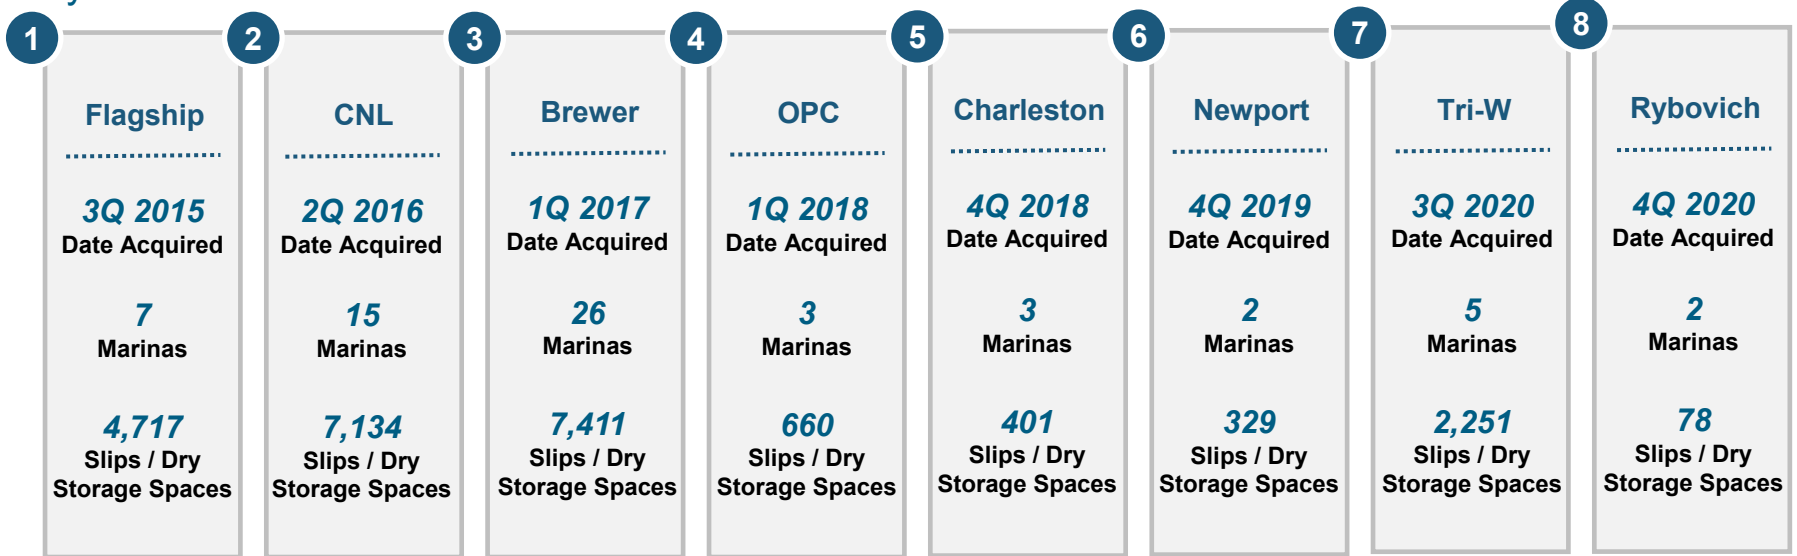 1
Flagship
3Q 2015
Date Acquired
7
Marinas
4,717
Slips / Dry
Storage Spaces
2
CNL
2Q 2016
Date Acquired
15
Marinas
7,134
Slips / Dry
Storage Spaces
3
Brewer
1Q 2017
Date Acquired
26
Marinas
7,411
Slips / Dry
Storage Spaces
4
OPC
1Q 2018
Date Acquired
3
Marinas
660
Slips / Dry
Storage Spaces
5
Charleston
4Q 2018
Date Acquired
3
Marinas
401
Slips / Dry
Storage Spaces
6
Newport
4Q 2019
Date Acquired
2
Marinas
329
Slips / Dry
Storage Spaces
7
Tri-W
3Q 2020
Date Acquired
5
Marinas
2,251
Slips / Dry
Storage Spaces
8
Rybovich
4Q 2020
Date Acquired
2
Marinas
78
Slips / Dry
Storage Spaces